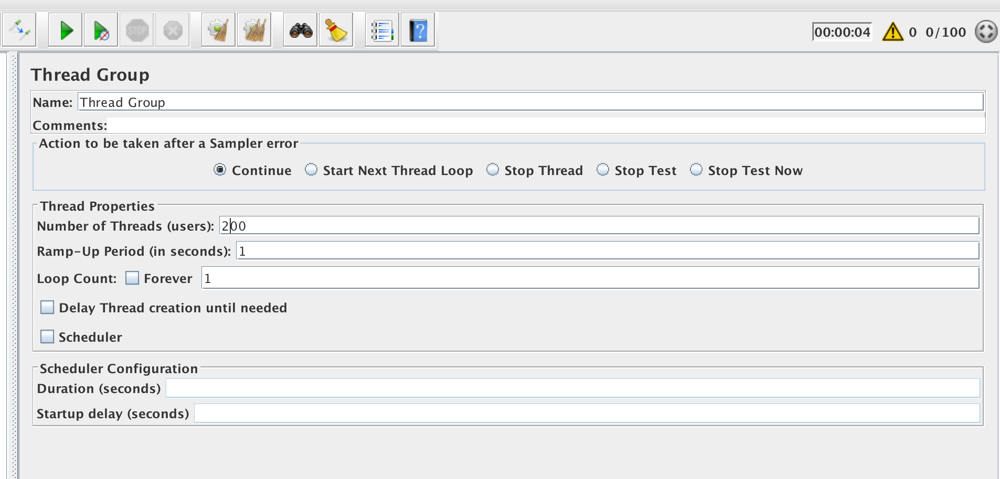 STOP
?
00:00:04 0 0/100
Thread Group
Name: Thread Group
Comments:
Action to be taken after a Sampler error
Continue Start Next Thread Loop Stop Thread Stop Test Stop Test Now
Thread Properties
Number of Threads (users): 200
Ramp-Up Period (in seconds): 1
Loop Count: Forever 1
Delay Thread creation until needed
Scheduler
Scheduler Configuration
Duration (seconds)
Startup delay (seconds)